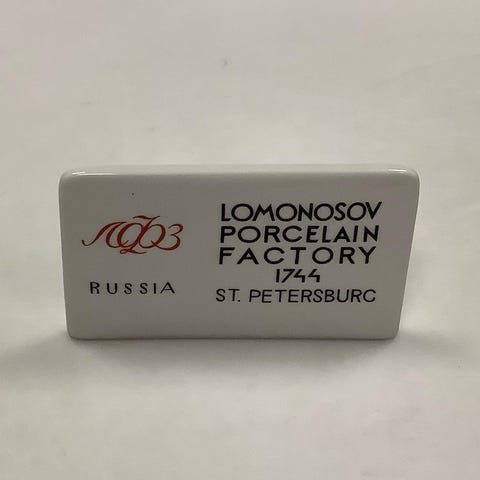 ЛФЗ
RUSSIA
LOMONOSOV
PORCELAIN
FACTORY
1744
ST. PETERSBURG